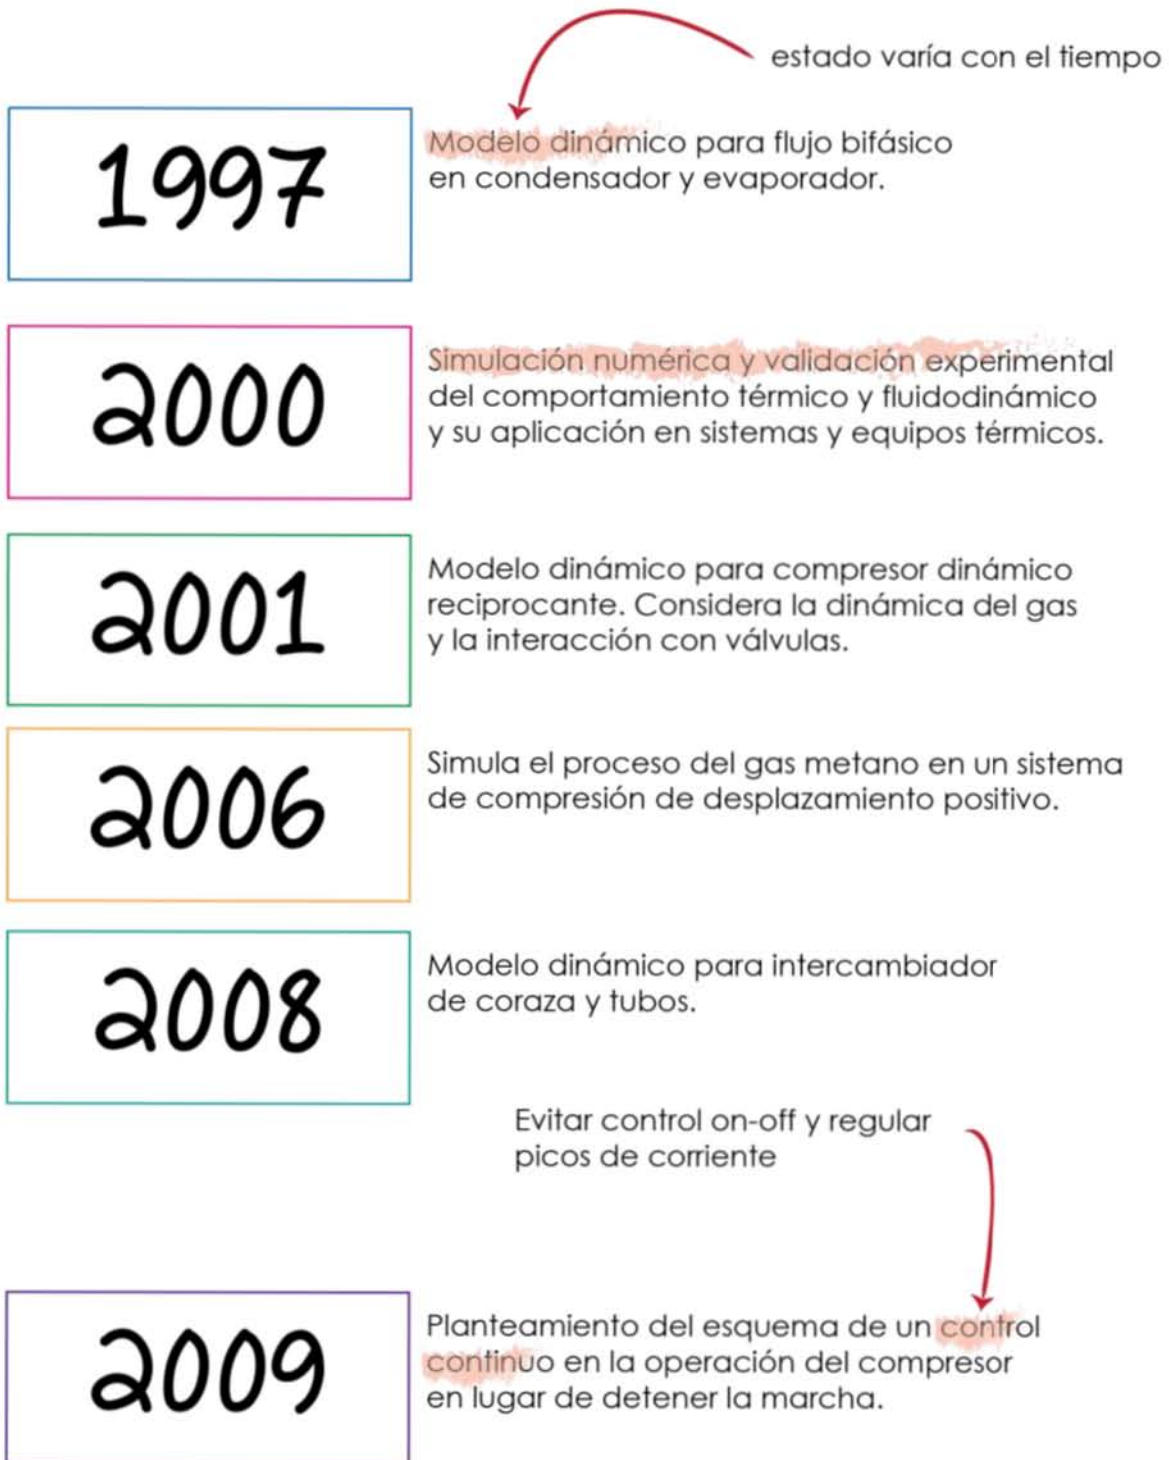 estado varía con el tiempo
1997
Modelo dinámico para flujo bifásico
en condensador y evaporador.
2000
Simulación numérica y validación experimental
del comportamiento térmico y fluidodinámico
y su aplicación en sistemas y equipos térmicos.
2001
Modelo dinámico para compresor dinámico
reciprocante. Considera la dinámica del gas
y la interacción con válvulas.
2006
Simula el proceso del gas metano en un sistema
de compresión de desplazamiento positivo.
2008
Modelo dinámico para intercambiador
de coraza y tubos.
Evitar control on-off y regular
picos de corriente
2009
Planteamiento del esquema de un control
continuo en la operación del compresor
en lugar de detener la marcha.